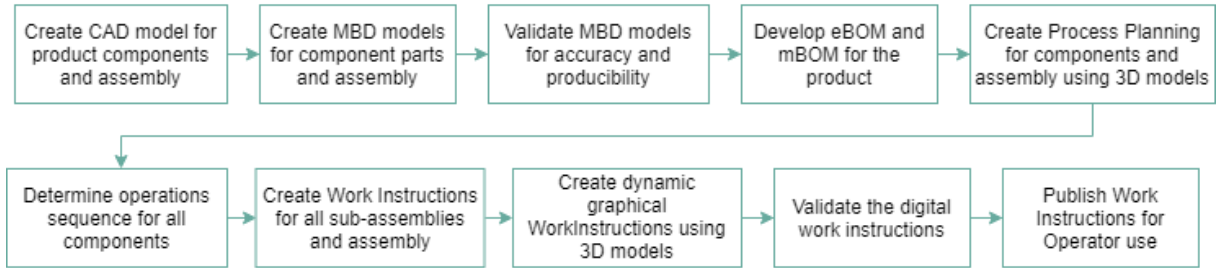 Create CAD model for
product components
and assembly
Create MBD models
for component parts
and assembly
Validate MBD models
for accuracy and
producibility
Develop eBOM and
mBOM for the
product
Create Process Planning
for components and
assembly using 3D models
Determine operations
sequence for all
components
Create Work Instructions
for all sub-assemblies
and assembly
Create dynamic
graphical
WorkInstructions using
3D models
Validate the digital
work instructions
Publish Work
Instructions for
Operator use